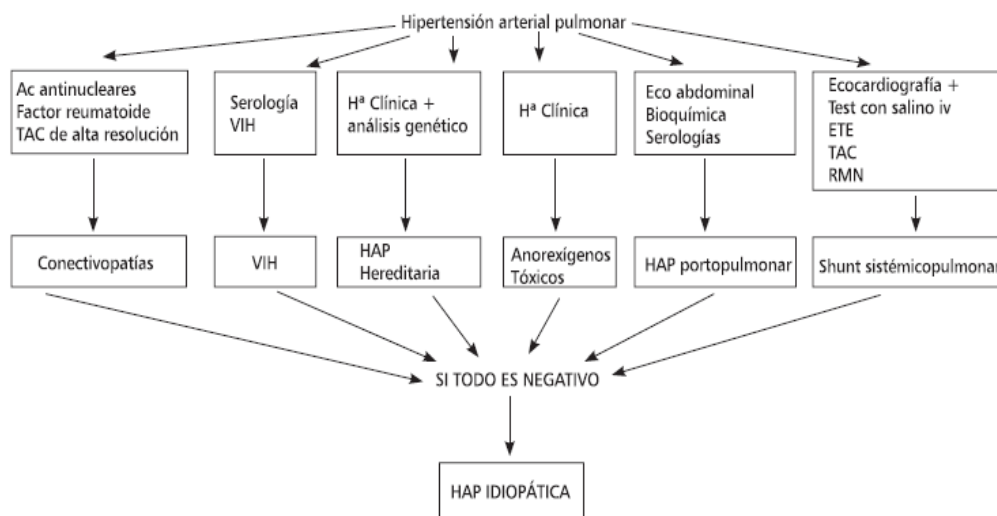 Hipertensión arterial pulmonar
Ac antinucleares
Factor reumatoide
TAC de alta resolución
Serología
VIH
Hª Clínica +
análisis genético
Hª Clínica
Eco abdominal
Bioquímica
Serologías
Ecocardiografía +
Test con salino iv
ETE
TAC
RMN
Conectivopatías
VIH
HAP
Hereditaria
Anorexígenos
Tóxicos
HAP portopulmonar
Shunt sistémicopulmonar
SI TODO ES NEGATIVO
HAP IDIOPÁTICA